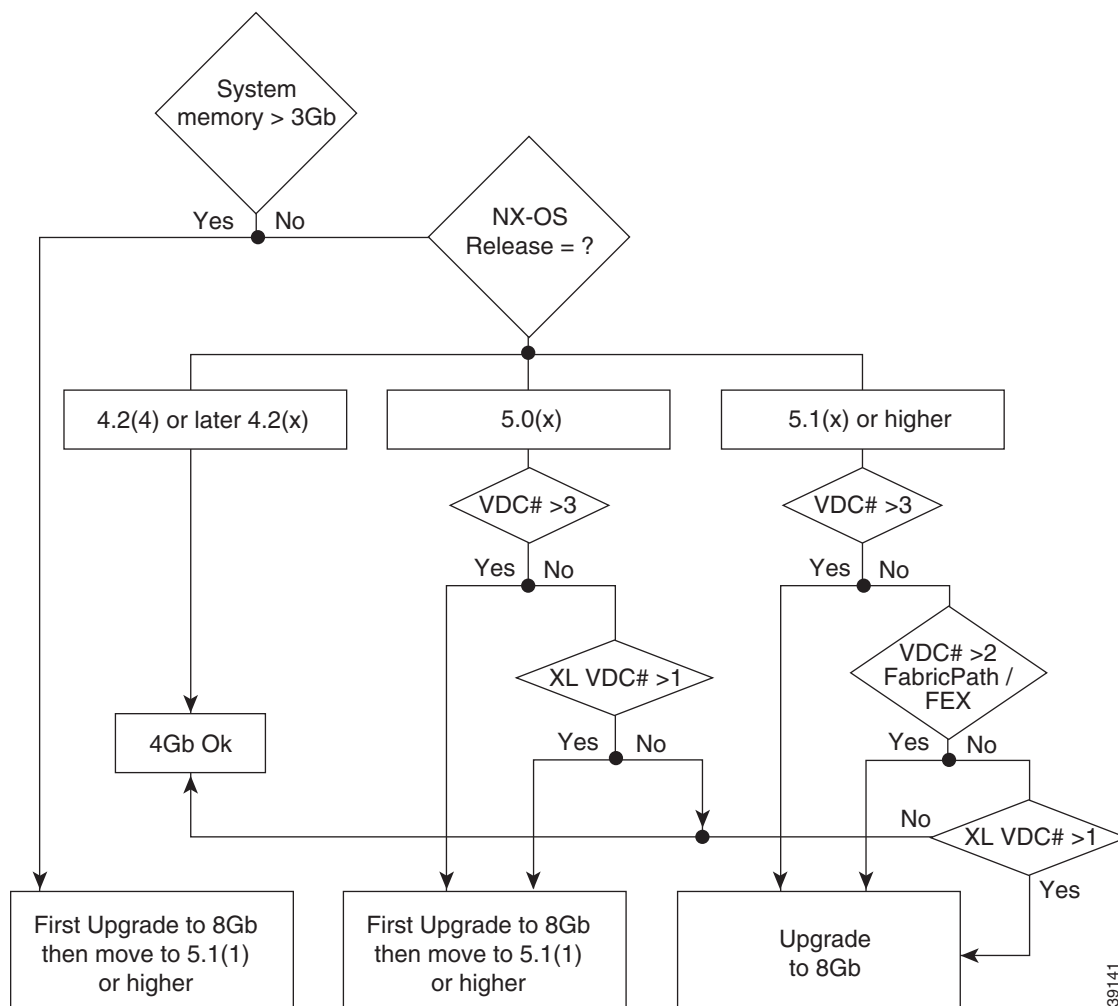 System
memory > 3Gb
Yes
No
NX-OS
Release = ?
4.2(4) or later 4.2(x)
5.0(x)
5.1(x) or higher
VDC# >3
VDC# >3
Yes
No
Yes
No
XL VDC# >1
VDC# >2
FabricPath /
FEX
4Gb Ok
Yes
No
Yes
No
No
XL VDC# >1
Yes
First Upgrade to 8Gb
then move to 5.1(1)
or higher
First Upgrade to 8Gb
then move to 5.1(1)
or higher
Upgrade
to 8Gb
39141